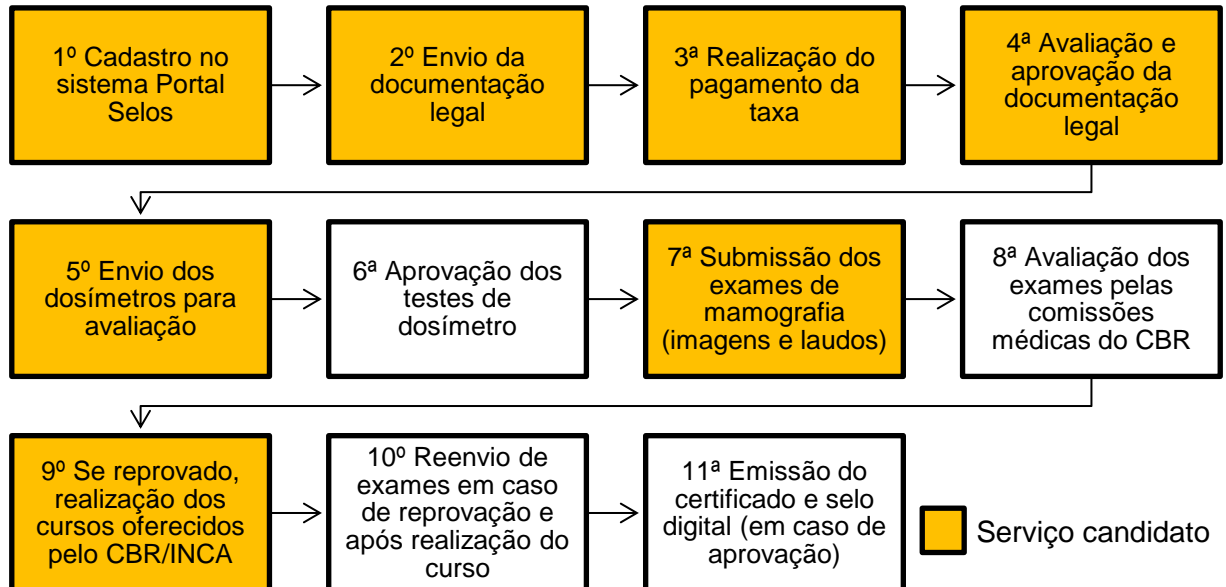 1º Cadastro no
sistema Portal
Selos
2º Envio da
documentação
legal
3ª Realização do
pagamento da
taxa
4ª Avaliação e
aprovação da
documentação
legal
5º Envio dos
dosímetros para
avaliação
6ª Aprovação dos
testes de
dosímetro
7ª Submissão dos
exames de
mamografia
(imagens e laudos)
8ª Avaliação dos
exames pelas
comissões
médicas do CBR
9º Se reprovado,
realização dos
cursos oferecidos
pelo CBR/INCA
10º Reenvio de
exames em caso
de reprovação e
após realização do
curso
11ª Emissão do
certificado e selo
digital (em caso de
aprovação)
Serviço candidato